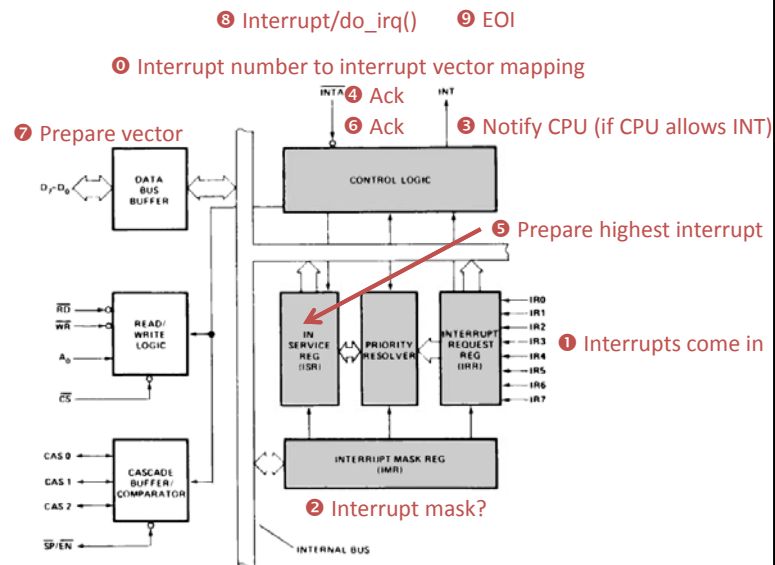 ❽ Interrupt/do_irq() ❾ EOI
⓿ Interrupt number to interrupt vector mapping
INTA ❹ Ack INT
❻ Ack
❼ Prepare vector
❸ Notify CPU (if CPU allows INT)
D7-D0
DATA
BUS
BUFFER
CONTROL LOGIC
❺ Prepare highest interrupt
RD
WR
A0
CS
READ/
WRITE
LOGIC
IN
SERVICE
REG
(ISR)
PRIORITY
RESOLVER
INTERRUPT
REQUEST
REG
(IRR)
IR0
IR1
IR2
IR3
IR4
IR5
IR6
IR7
❶ Interrupts come in
CAS 0
CAS 1
CAS 2
CASCADE
BUFFER/
COMPARATOR
SP/EN
INTERRUPT MASK REG
(IMR)
❷ Interrupt mask?
INTERNAL BUS